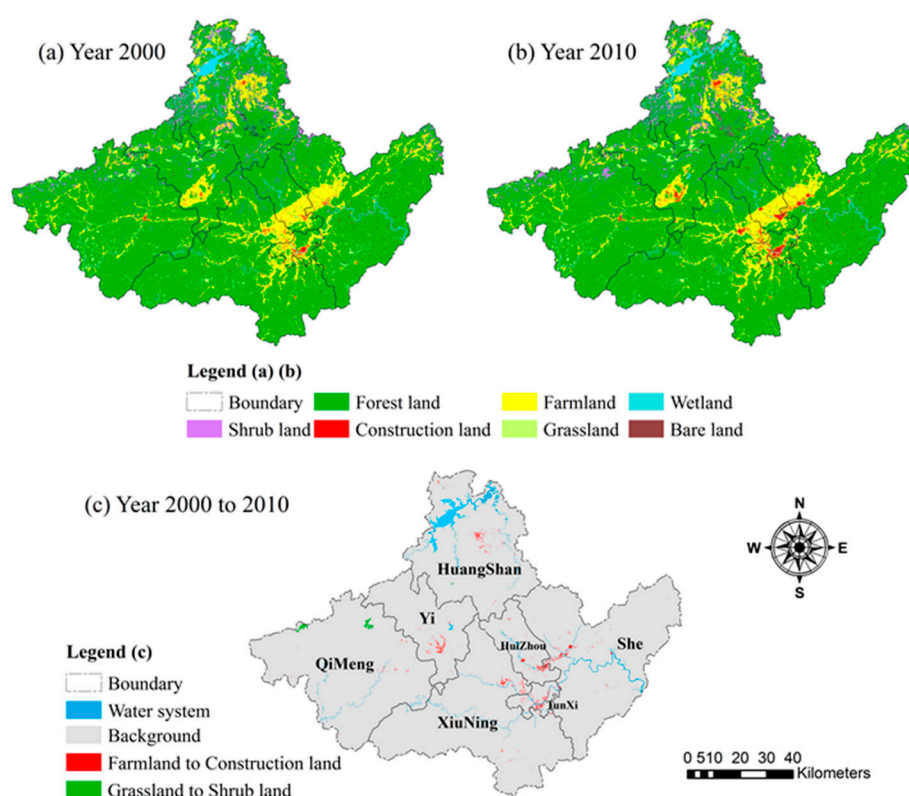 (a) Year 2000
(b) Year 2010
Legend (a) (b)
Boundary Forest land Farmland Wetland
Shrub land Construction land Grassland Bare land
(c) Year 2000 to 2010
N
W E
S
HuangShan
Yi
HuiZhou
She
QiMeng
TunXi
XiuNing
Legend (c)
Boundary
Water system
Background
Farmland to Construction land
Grassland to Shrub land
0 510 20 30 40
Kilometers